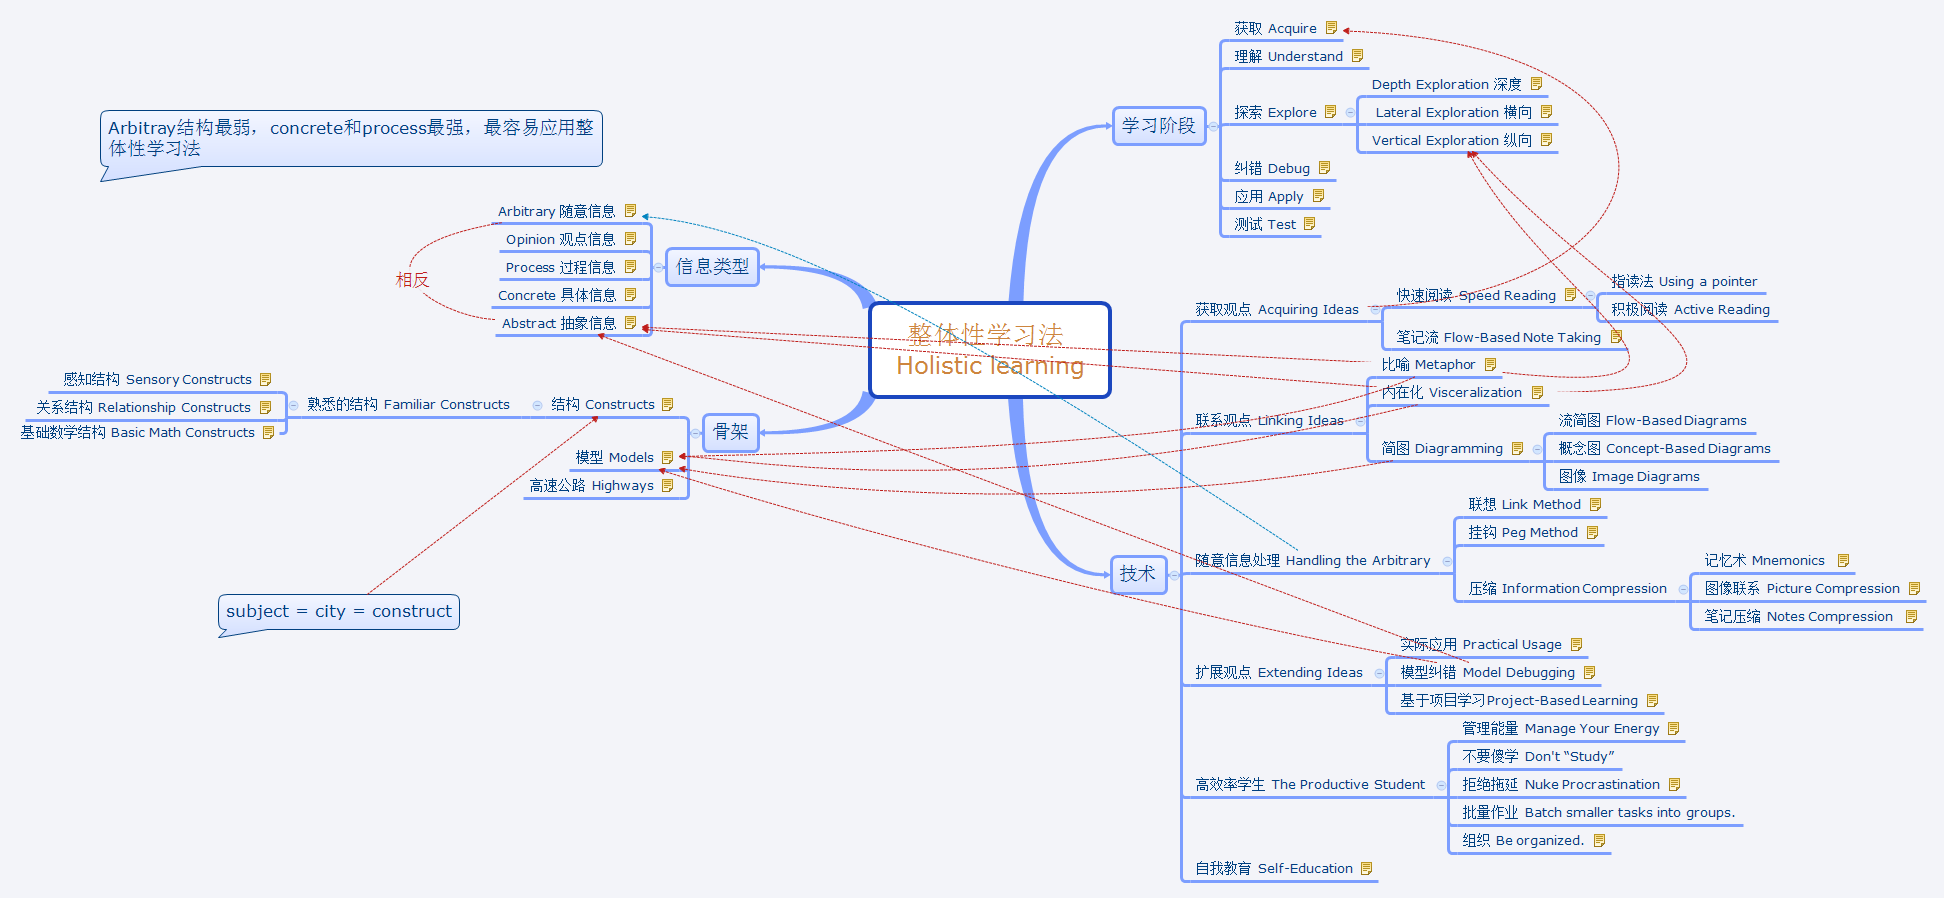 整体性学习法
Holistic learning
学习阶段
获取 Acquire
理解 Understand
探索 Explore
Depth Exploration 深度
Lateral Exploration 横向
Vertical Exploration 纵向
纠错 Debug
应用 Apply
测试 Test
Arbitray结构最弱，concrete和process最强，最容易应用整
体性学习法
信息类型
Arbitrary 随意信息
Opinion 观点信息
Process 过程信息
Concrete 具体信息
Abstract 抽象信息
相反
骨架
结构 Constructs
熟悉的结构 Familiar Constructs
感知结构 Sensory Constructs
关系结构 Relationship Constructs
基础数学结构 Basic Math Constructs
模型 Models
高速公路 Highways
subject = city = construct
技术
获取观点 Acquiring Ideas
快速阅读 Speed Reading
指读法 Using a pointer
积极阅读 Active Reading
笔记流 Flow-Based Note Taking
联系观点 Linking Ideas
比喻 Metaphor
内在化 Visceralization
简图 Diagramming
流简图 Flow-Based Diagrams
概念图 Concept-Based Diagrams
图像 Image Diagrams
随意信息处理 Handling the Arbitrary
联想 Link Method
挂钩 Peg Method
压缩 Information Compression
记忆术 Mnemonics
图像联系 Picture Compression
笔记压缩 Notes Compression
扩展观点 Extending Ideas
实际应用 Practical Usage
模型纠错 Model Debugging
基于项目学习Project-Based Learning
高效率学生 The Productive Student
管理能量 Manage Your Energy
不要傻学 Don't “Study”
拒绝拖延 Nuke Procrastination
批量作业 Batch smaller tasks into groups.
组织 Be organized.
自我教育 Self-Education